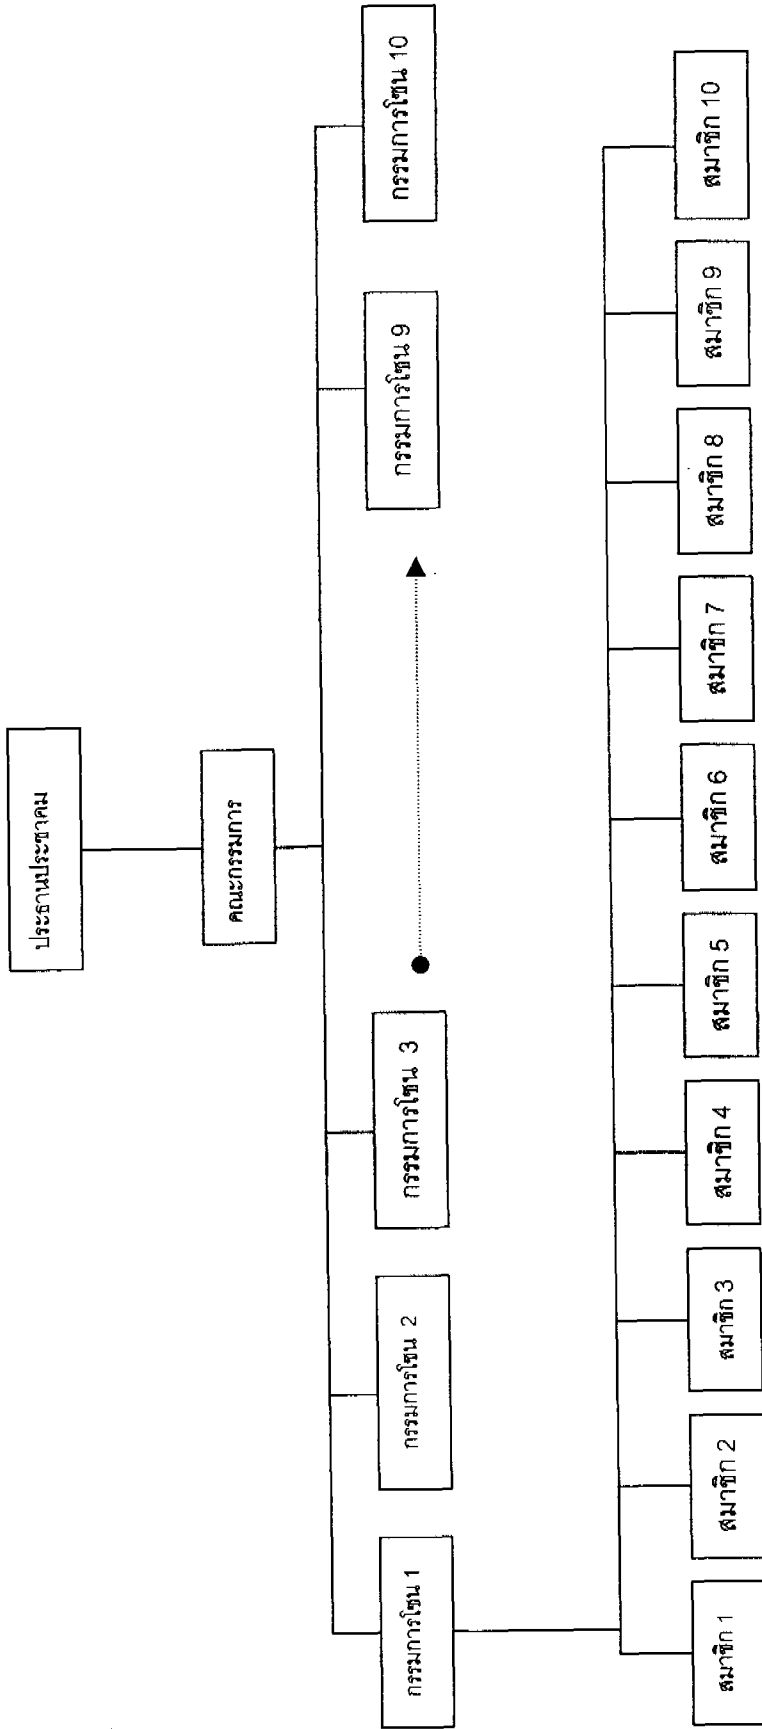 ประธานประชาคม
คณะกรรมการ
กรรมการโซน 1
กรรมการโซน 2
กรรมการโซน 3
กรรมการโซน 9
กรรมการโซน 10
สมาชิก 1
สมาชิก 2
สมาชิก 3
สมาชิก 4
สมาชิก 5
สมาชิก 6
สมาชิก 7
สมาชิก 8
สมาชิก 9
สมาชิก 10